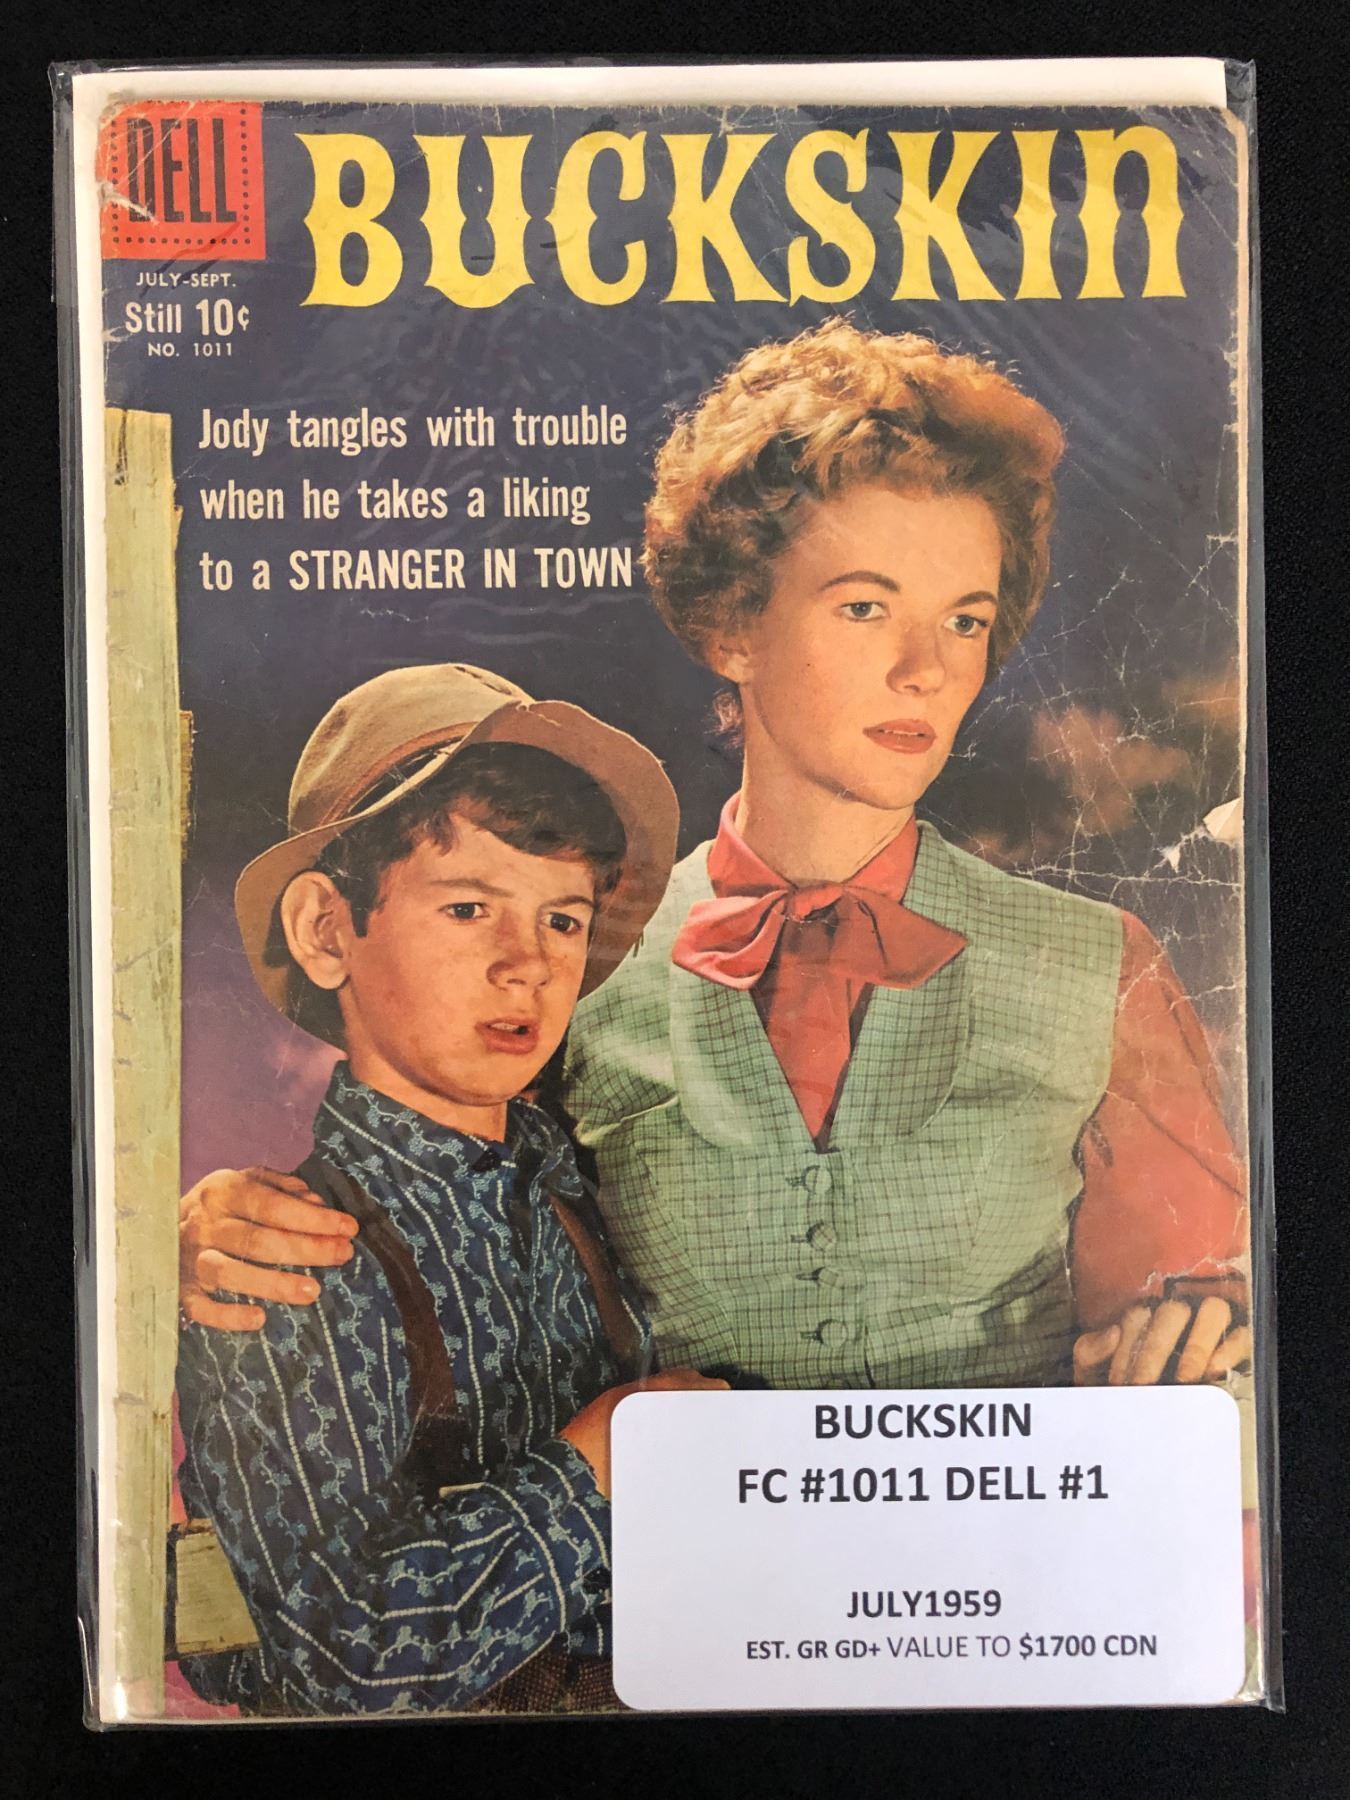 DELL
BUCKSKIN
JULY-SEPT.
Still 10¢
NO. 1011
Jody tangles with trouble
when he takes a liking
to a STRANGER IN TOWN
BUCKSKIN
FC #1011 DELL #1
JULY1959
EST. GR GD+ VALUE TO $1700 CDN